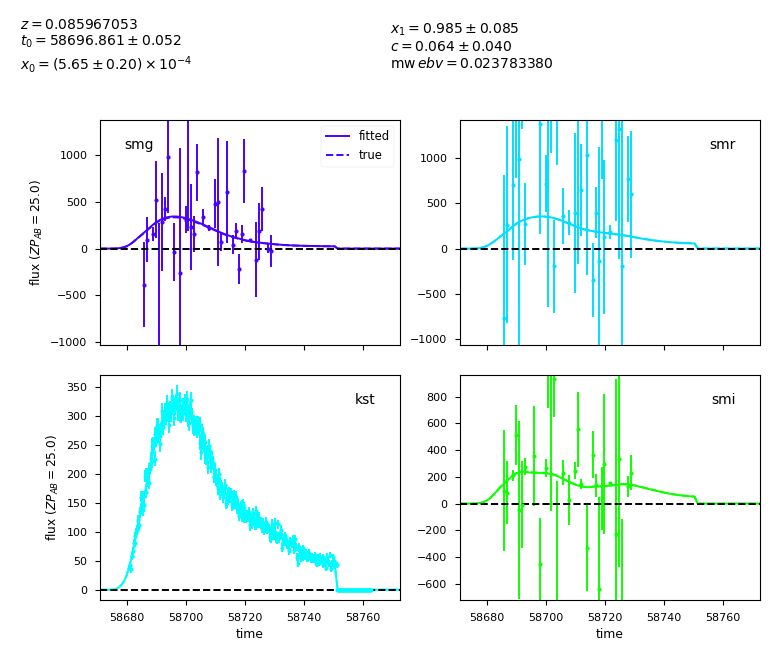 z = 0.085967053
t0 = 58696.861 ± 0.052
x0 = (5.65 ± 0.20) × 10⁻⁴
x1 = 0.985 ± 0.085
c = 0.064 ± 0.040
mw ebv = 0.023783380
smg
fitted
true
1000
500
0
−500
−1000
flux (ZP_AB = 25.0)
smr
1000
500
0
−500
−1000
kst
350
300
250
200
150
100
50
0
flux (ZP_AB = 25.0)
58680 58700 58720 58740 58760
time
smi
800
600
400
200
0
−200
−400
−600
58680 58700 58720 58740 58760
time